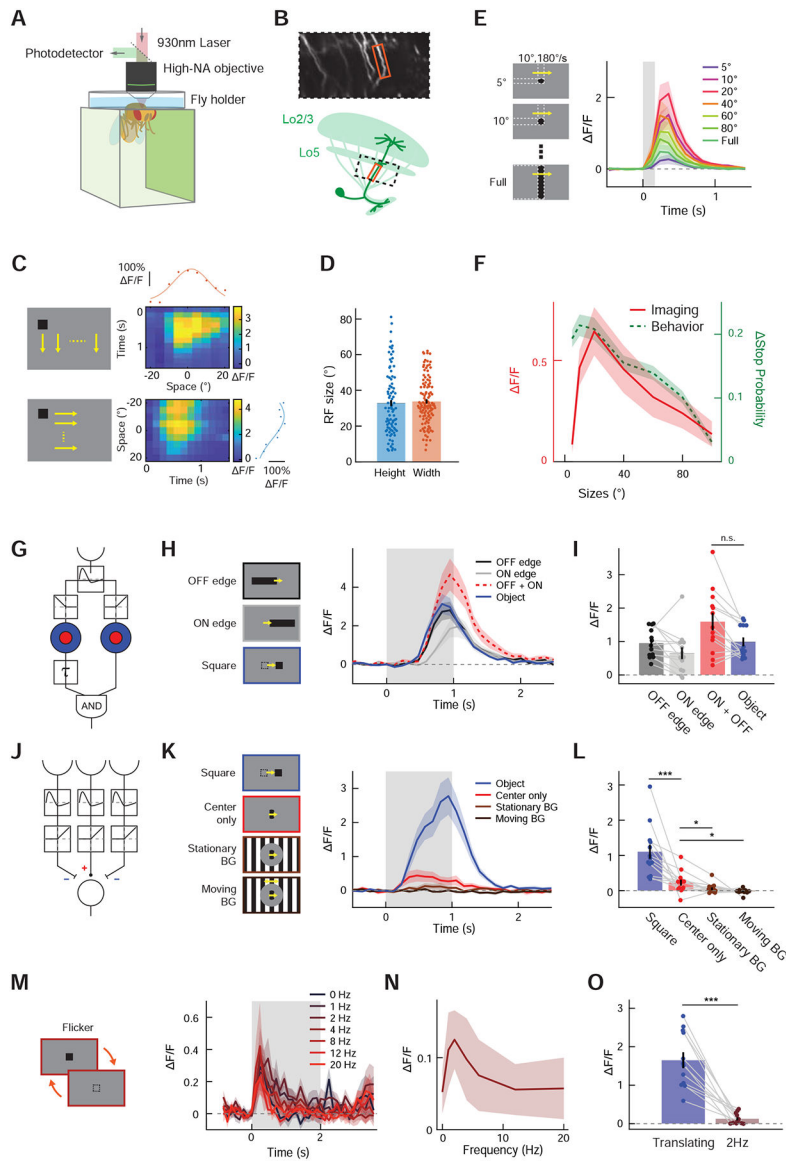 A
930nm Laser
Photodetector
High-NA objective
Fly holder
B
Lo2/3
Lo5
E
10°,180°/s
5°
10°
Full
ΔF/F
2
0
0
1
Time (s)
5°
10°
20°
40°
60°
80°
Full
C
100%
ΔF/F
Time (s)
0
1
-20
0
20
Space (°)
3
2
1
0
ΔF/F
Space (°)
-20
0
20
0
1
Time (s)
4
2
0
ΔF/F
100%
ΔF/F
D
RF size (°)
80
60
40
20
0
Height
Width
F
Imaging
Behavior
ΔF/F
0.5
0
0
40
80
Sizes (°)
0.2
0.1
0
ΔStop Probability
G
τ
AND
H
OFF edge
ON edge
Square
ΔF/F
4
2
0
0
1
2
Time (s)
OFF edge
ON edge
OFF + ON
Object
I
n.s.
ΔF/F
3
2
1
0
OFF edge
ON edge
ON + OFF
Object
J
+
–
–
K
Square
Center
only
Stationary
BG
Moving
BG
ΔF/F
3
2
1
0
0
1
2
Time (s)
Object
Center only
Stationary BG
Moving BG
L
***
*
*
ΔF/F
3
2
1
0
Square
Center only
Stationary BG
Moving BG
M
Flicker
ΔF/F
0.6
0.4
0.2
0
0
2
Time (s)
0 Hz
1 Hz
2 Hz
4 Hz
8 Hz
12 Hz
20 Hz
N
ΔF/F
0.1
0
0
10
20
Frequency (Hz)
O
***
ΔF/F
3
2
1
0
Translating
2Hz